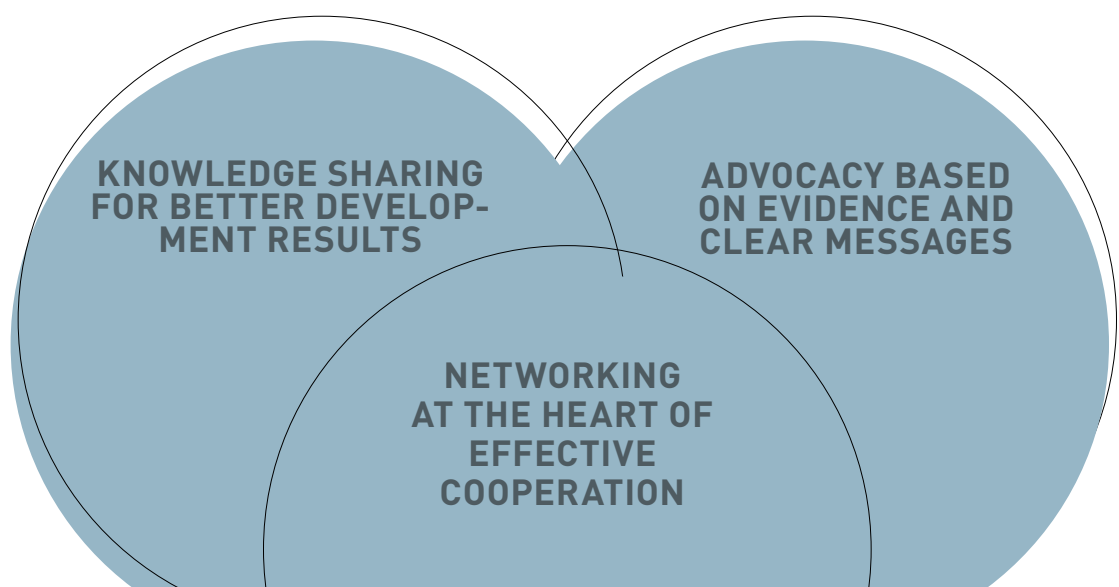 KNOWLEDGE SHARING
FOR BETTER DEVELOP-
MENT RESULTS
ADVOCACY BASED
ON EVIDENCE AND
CLEAR MESSAGES
NETWORKING
AT THE HEART OF
EFFECTIVE
COOPERATION